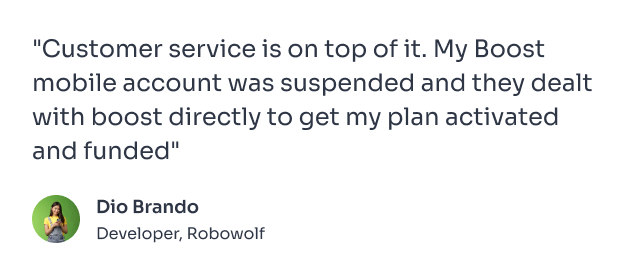 "Customer service is on top of it. My Boost
mobile account was suspended and they dealt
with boost directly to get my plan activated
and funded"
Dio Brando
Developer, Robowolf